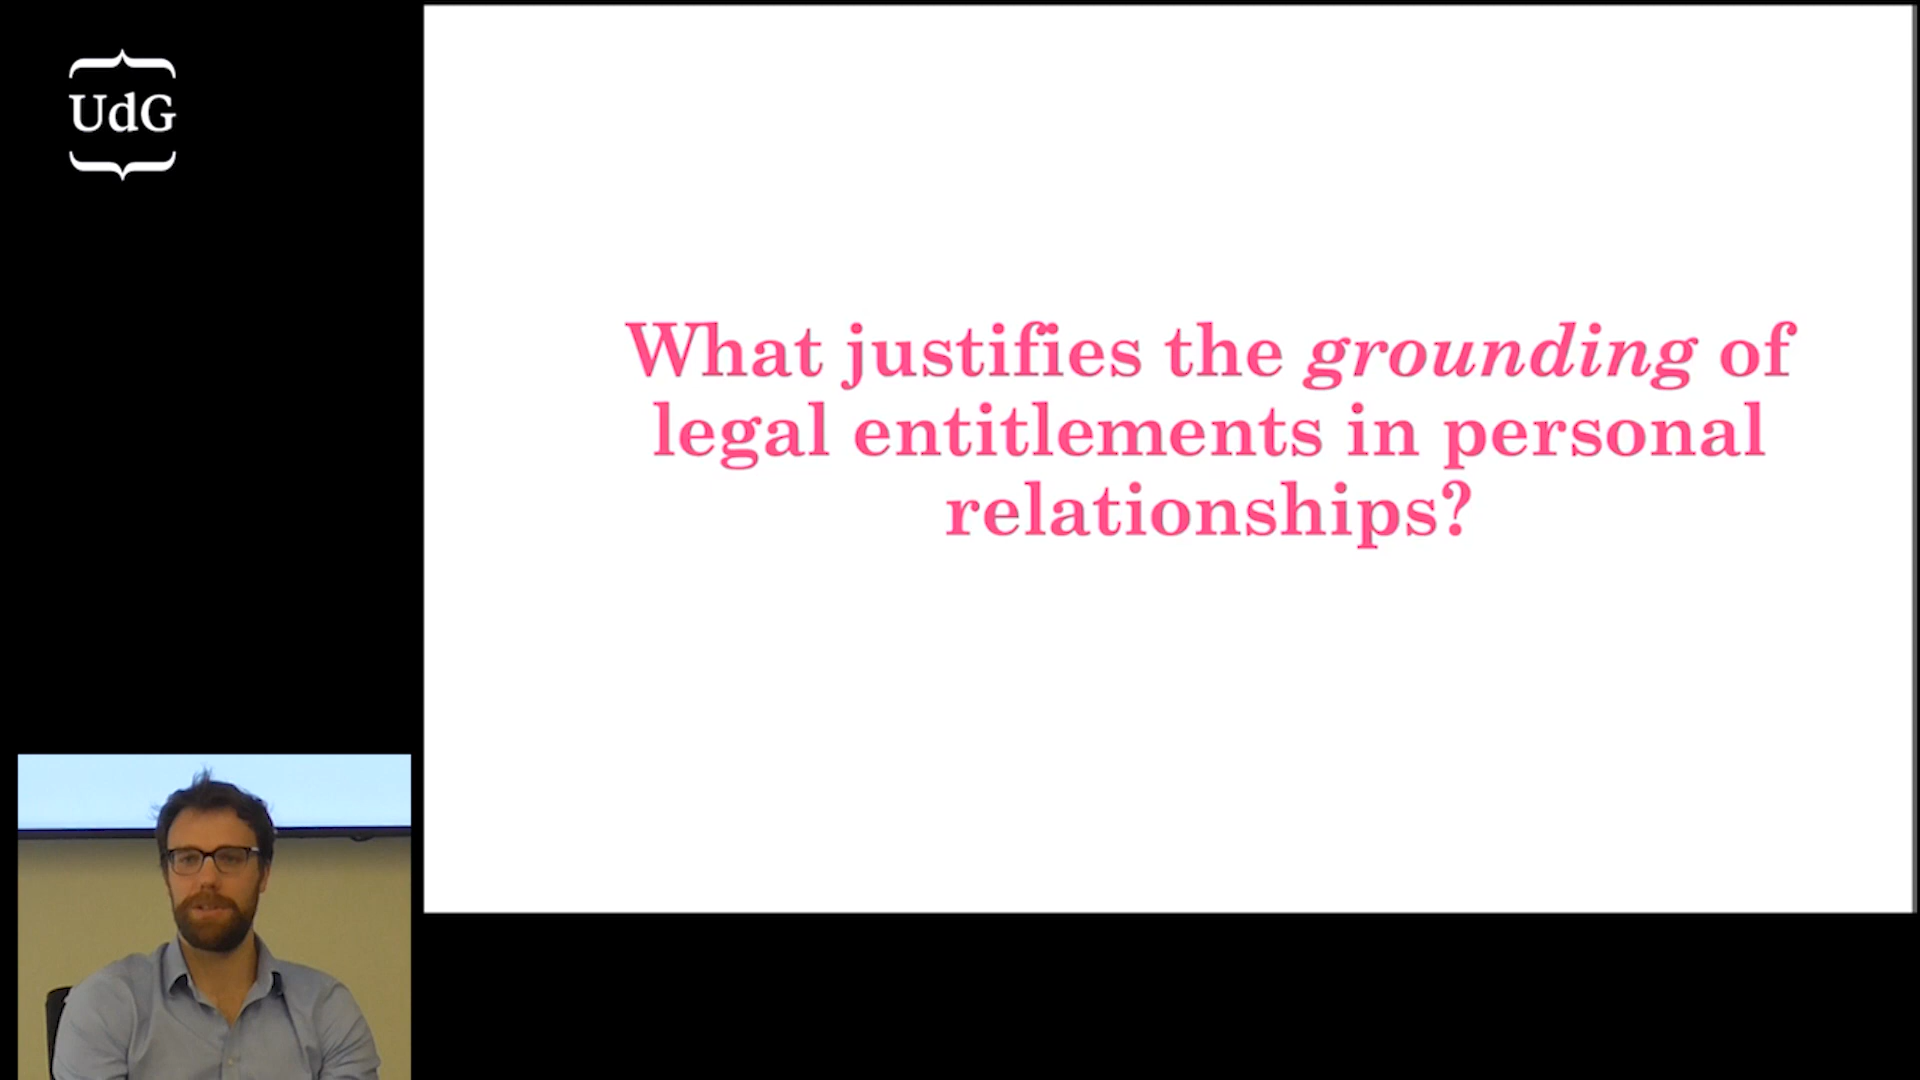 UdG
What justifies the grounding of
legal entitlements in personal
relationships?